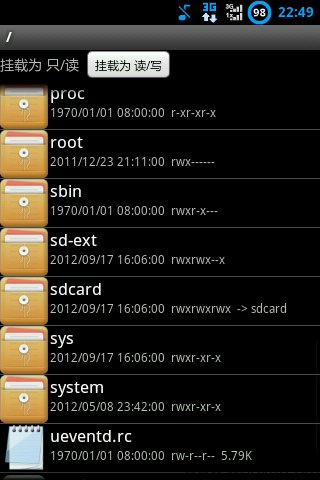 3G
3G
98
22:49
/
挂载为 只/读
挂载为 读/写
proc
1970/01/01 08:00:00 r-xr-xr-x
root
2011/12/23 21:11:00 rwx------
sbin
1970/01/01 08:00:00 rwxr-x---
sd-ext
2012/09/17 16:06:00 rwxrwx--x
sdcard
2012/09/17 16:06:00 rwxrwxrwx -> sdcard
sys
2012/09/17 16:06:00 rwxr-xr-x
system
2012/05/08 23:42:00 rwxr-xr-x
ueventd.rc
1970/01/01 08:00:00 rw-r--r-- 5.79K